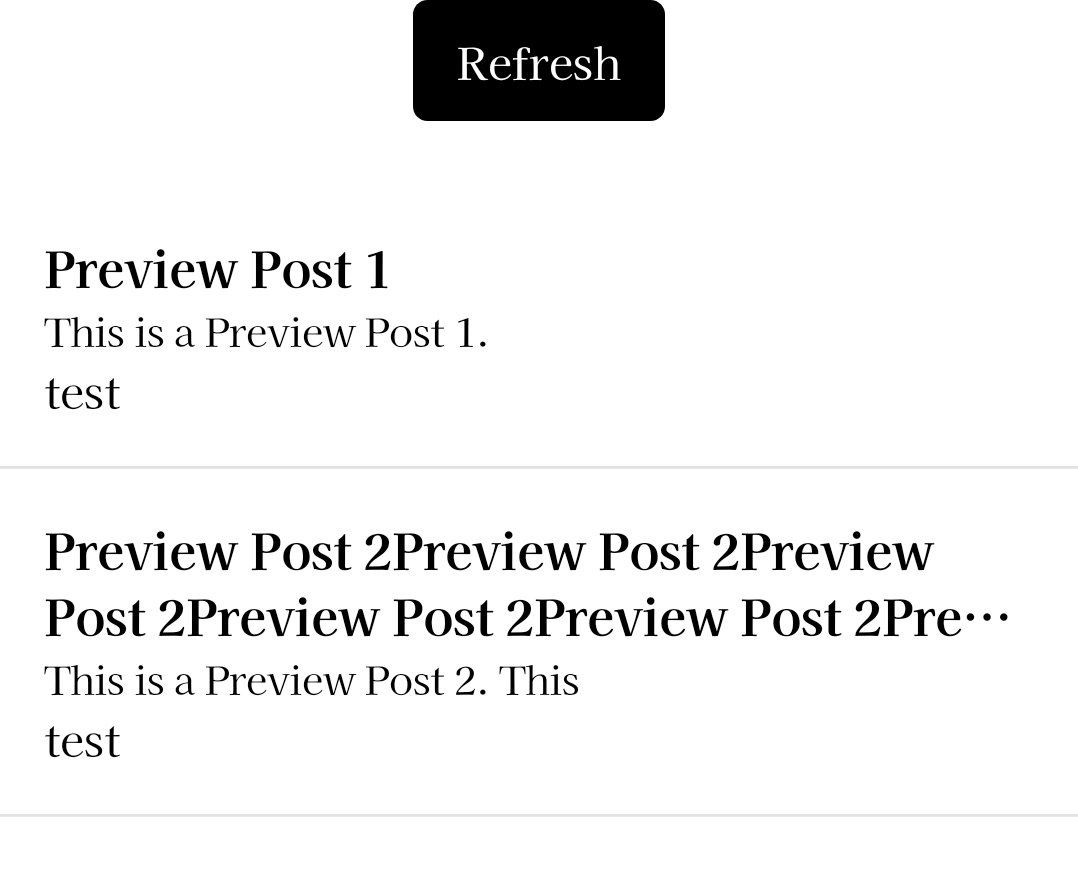 Refresh
Preview Post 1
This is a Preview Post 1.
test
Preview Post 2Preview Post 2Preview
Post 2Preview Post 2Preview Post 2Pre…
This is a Preview Post 2. This
test